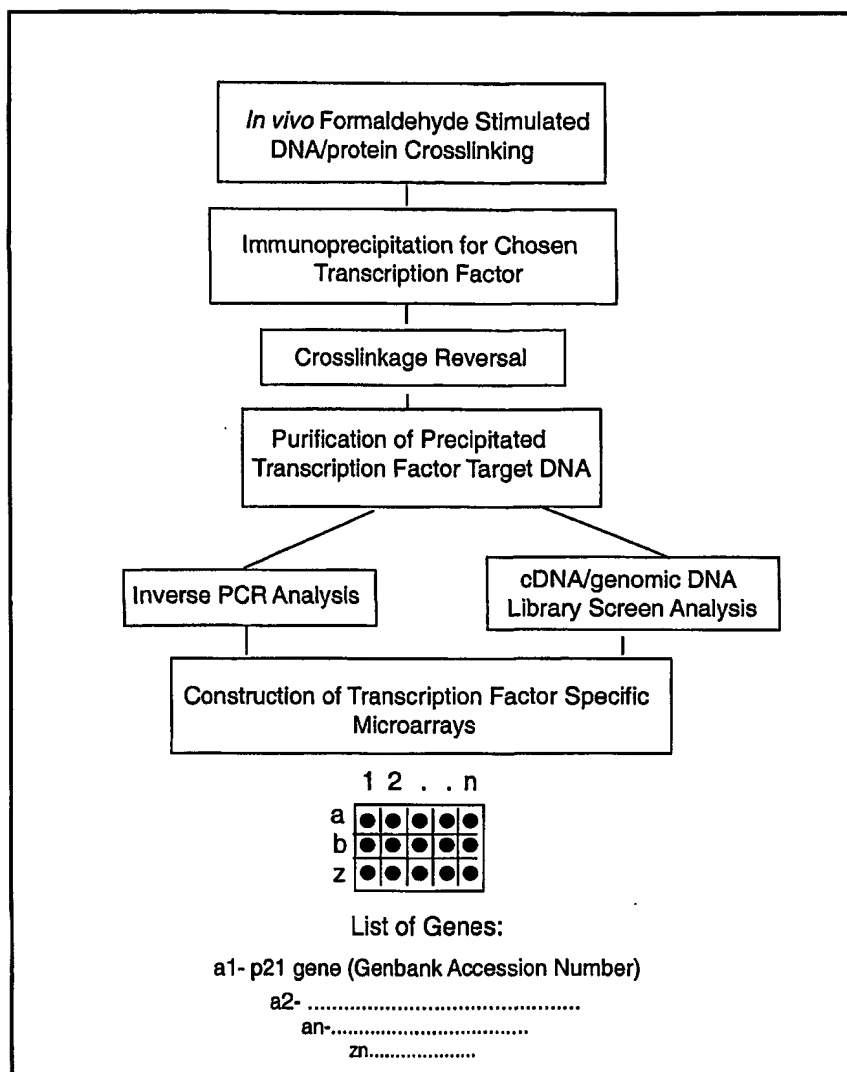 In vivo Formaldehyde Stimulated
DNA/protein Crosslinking
Immunoprecipitation for Chosen
Transcription Factor
Crosslinkage Reversal
Purification of Precipitated
Transcription Factor Target DNA
Inverse PCR Analysis
cDNA/genomic DNA
Library Screen Analysis
Construction of Transcription Factor Specific
Microarrays
1 2 . . n
a
b
z
List of Genes:
a1- p21 gene (Genbank Accession Number)
a2- ............................................
an-................................
zn....................